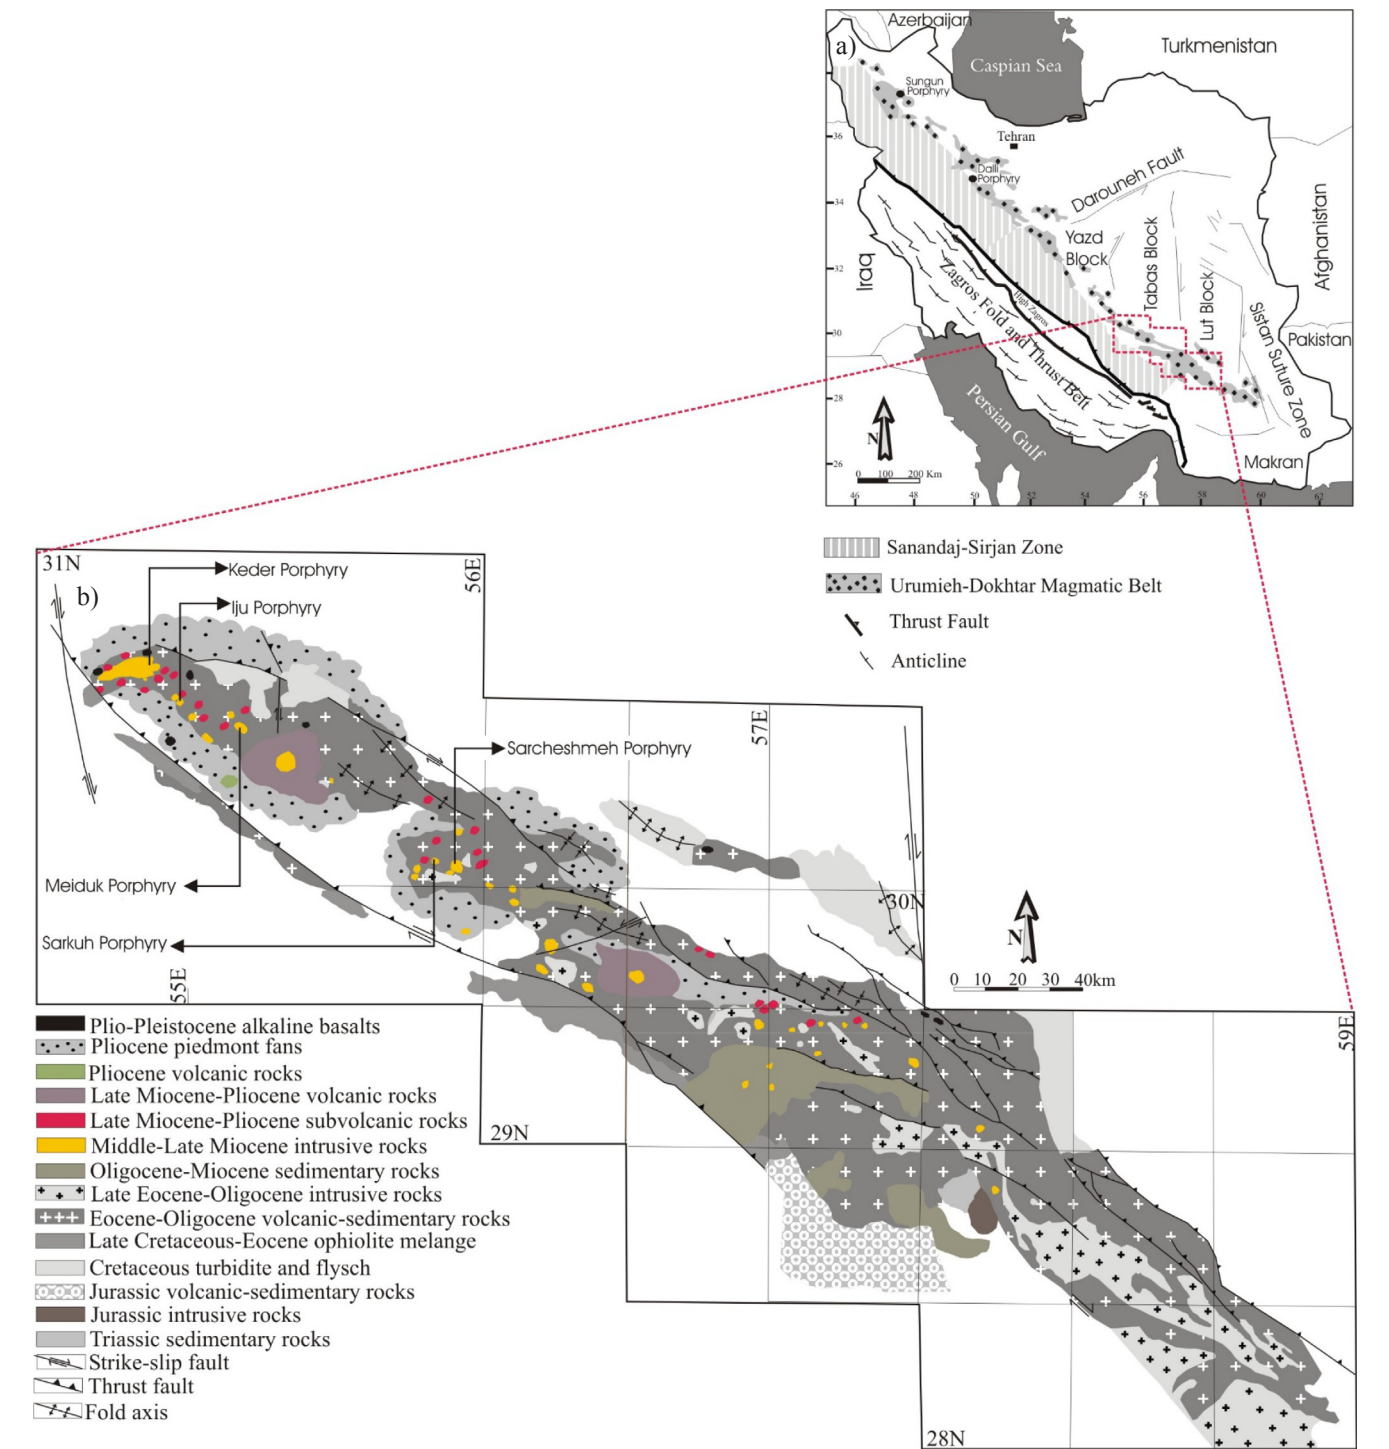 Azerbaijan
a)
Caspian Sea
Turkmenistan
Sungun
Porphyry
36
Tehran
Dalli
Porphyry
Darouneh Fault
34
Afghanistan
Yazd
Block
Tabas Block
Iraq
32
Zagros Fold and Thrust Belt
High Zagros
Lut Block
Sistan Suture Zone
30
Pakistan
28
Persian Gulf
N
26
Makran
0 100 200 Km
46 48 50 52 54 56 58 60 62
Sanandaj-Sirjan Zone
Urumieh-Dokhtar Magmatic Belt
Thrust Fault
Anticline
31N
56E
b)
Keder Porphyry
Iju Porphyry
57E
Sarcheshmeh Porphyry
Meiduk Porphyry
30N
Sarkuh Porphyry
N
55E
0 10 20 30 40km
59E
29N
28N
Plio-Pleistocene alkaline basalts
Pliocene piedmont fans
Pliocene volcanic rocks
Late Miocene-Pliocene volcanic rocks
Late Miocene-Pliocene subvolcanic rocks
Middle-Late Miocene intrusive rocks
Oligocene-Miocene sedimentary rocks
Late Eocene-Oligocene intrusive rocks
Eocene-Oligocene volcanic-sedimentary rocks
Late Cretaceous-Eocene ophiolite melange
Cretaceous turbidite and flysch
Jurassic volcanic-sedimentary rocks
Jurassic intrusive rocks
Triassic sedimentary rocks
Strike-slip fault
Thrust fault
Fold axis